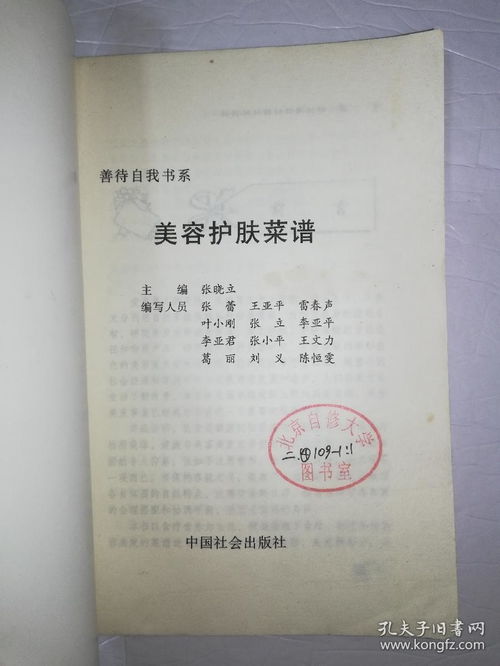 善待自我书系
美容护肤菜谱
主 编 张晓立
编写人员 张 蕾 王亚平 雷春声
叶小刚 张 立 李亚平
李亚君 张小平 王文力
葛 丽 刘 义 陈恒雯
北京自修大学
二.④109-1:1
图书室
中国社会出版社
孔夫子旧书网
www.kongfz.com